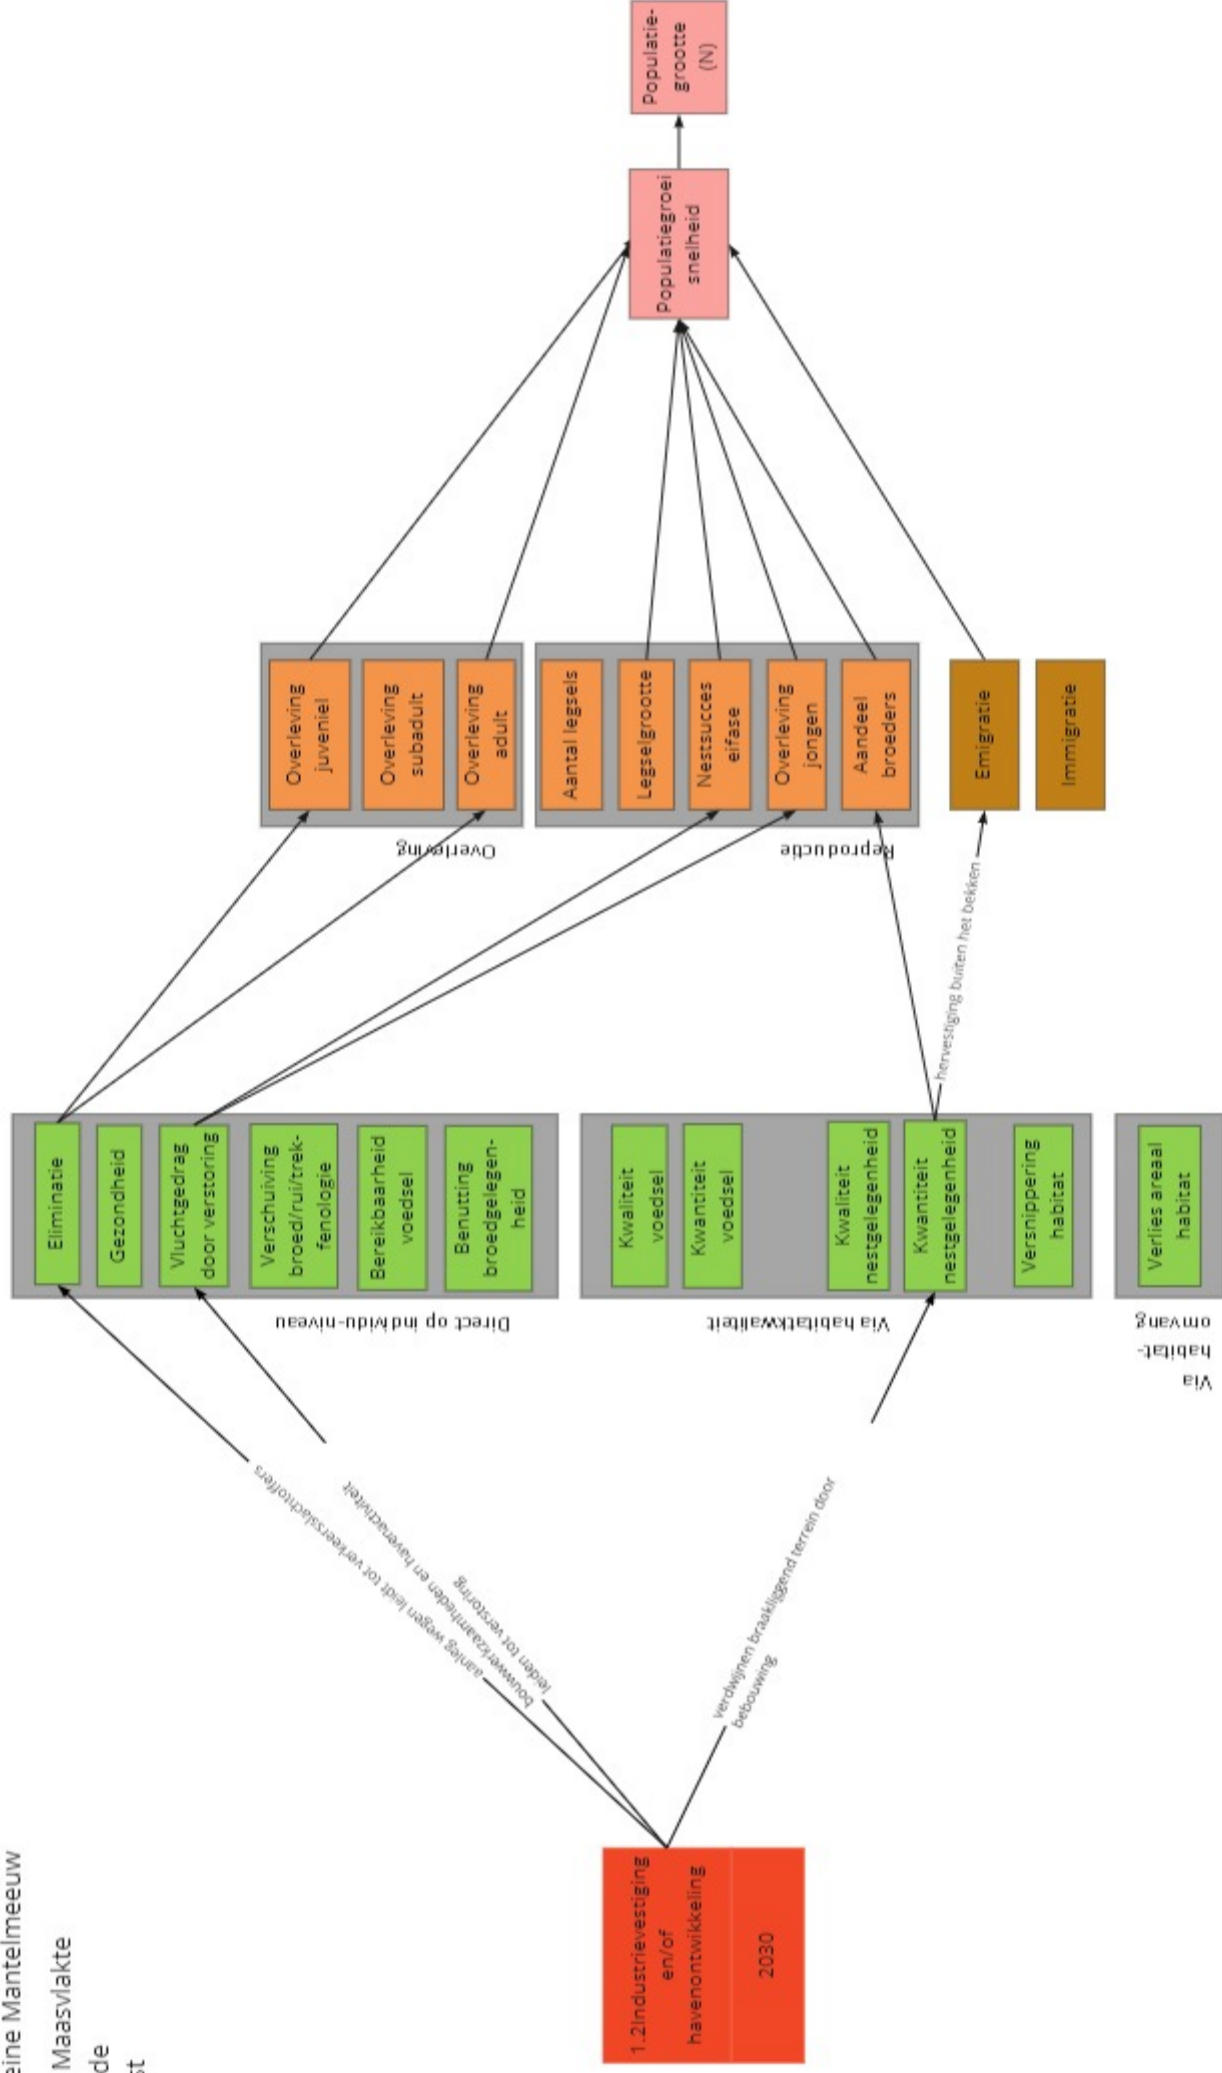 eine Mantelmeeuw
Maasvlakte
de
st
1.2Industrievestiging
en/of
havenontwikkeling
2030
aanleg wegen leidt tot verkeersslachtoffers
bouwwerkzaamheden en havenactiviteit
leiden tot verstoring
verdwijnen braakliggend terrein door
bebouwing
Direct op individu-niveau
Eliminatie
Gezondheid
Vluchtgedrag
door verstoring
Verschuiving
broed/rui/trek-
fenologie
Bereikbaarheid
voedsel
Benutting
broedgelegen-
heid
Via habitatkwaliteit
Kwaliteit
voedsel
Kwantiteit
voedsel
Kwaliteit
nestgelegenheid
Kwantiteit
nestgelegenheid
Versnippering
habitat
Via
habitat-
omvang
Verlies areaal
habitat
hervestiging buiten het bekken
Overleving
Overleving
juveniel
Overleving
subadult
Overleving
adult
Reproductie
Aantal legsels
Legselgrootte
Nestsucces
eifase
Overleving
jongen
Aandeel
broeders
Emigratie
Immigratie
Populatiegroei
snelheid
Populatie-
grootte
(N)